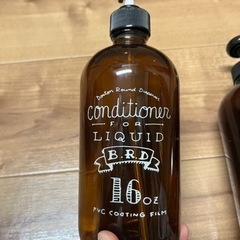 Boston Round Dispenser
Conditioner
FOR
LIQUID
B.R.D
16oz
PVC COATING FILM